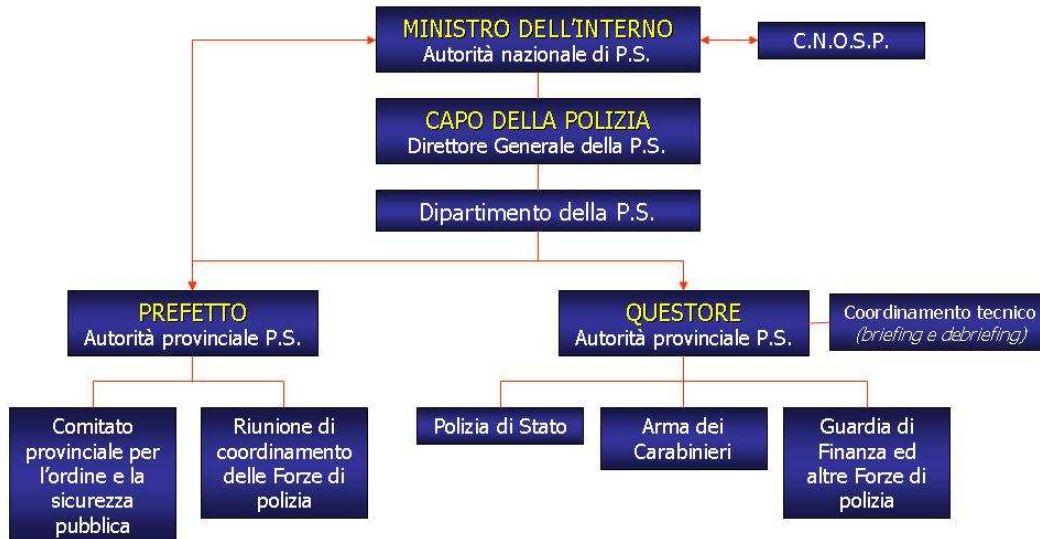 MINISTRO DELL'INTERNO
Autorità nazionale di P.S.
C.N.O.S.P.
CAPO DELLA POLIZIA
Direttore Generale della P.S.
Dipartimento della P.S.
PREFETTO
Autorità provinciale P.S.
QUESTORE
Autorità provinciale P.S.
Coordinamento tecnico
(briefing e debriefing)
Comitato
provinciale per
l'ordine e la
sicurezza
pubblica
Riunione di
coordinamento
delle Forze di
polizia
Polizia di Stato
Arma dei
Carabinieri
Guardia di
Finanza ed
altre Forze di
polizia